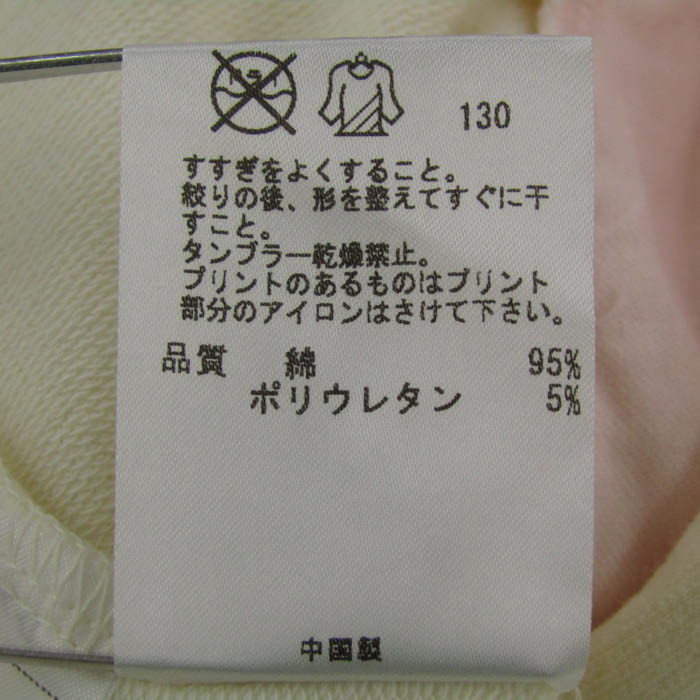 130
すすぎをよくすること。
絞りの後、形を整えてすぐに干
すこと。
タンブラー乾燥禁止。
プリントのあるものはプリント
部分のアイロンはさけて下さい。
品質 綿 95%
ポリウレタン 5%
中国製